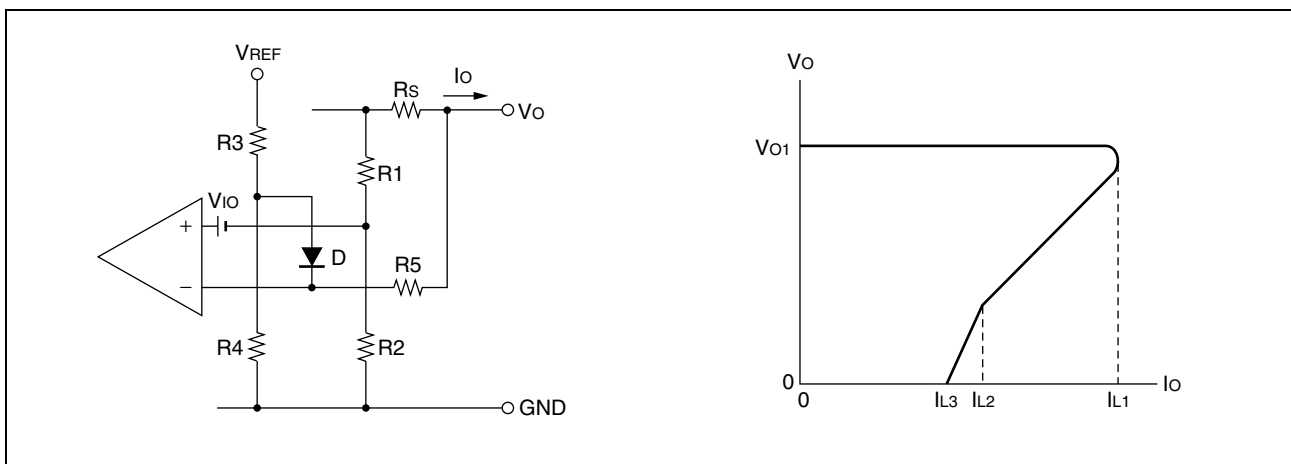 VREF
R3
VIO
+
−
D
R4
RS
IO
VO
R1
R5
R2
GND
VO
VO1
0
0
IL3
IL2
IL1
IO